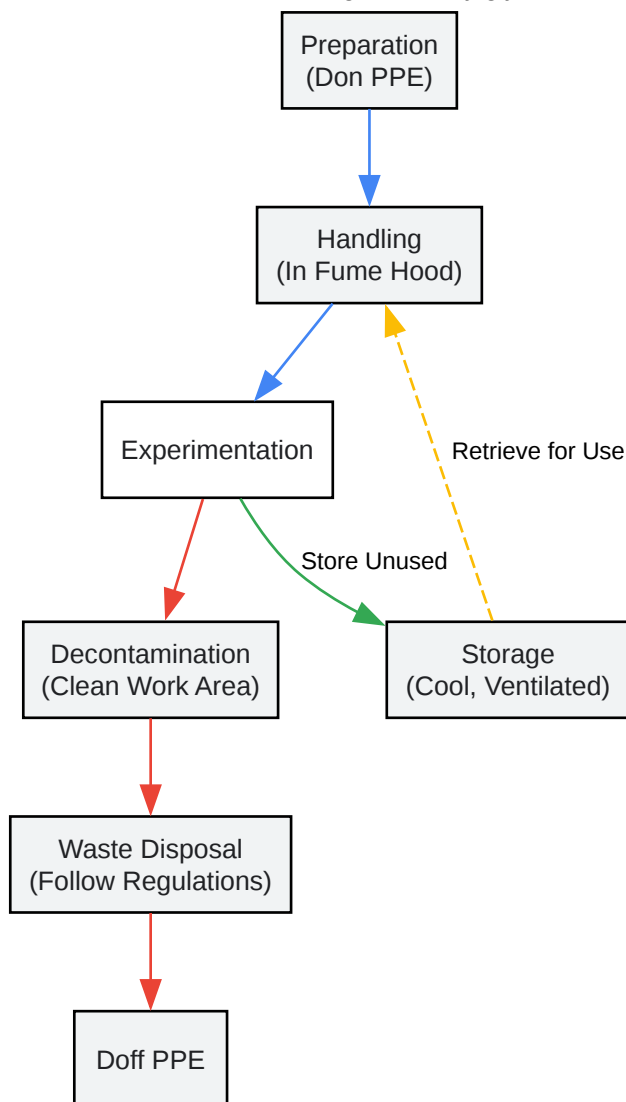 Preparation
(Don PPE)
Handling
(In Fume Hood)
Experimentation
Retrieve for Use
Store Unused
Decontamination
(Clean Work Area)
Storage
(Cool, Ventilated)
Waste Disposal
(Follow Regulations)
Doff PPE